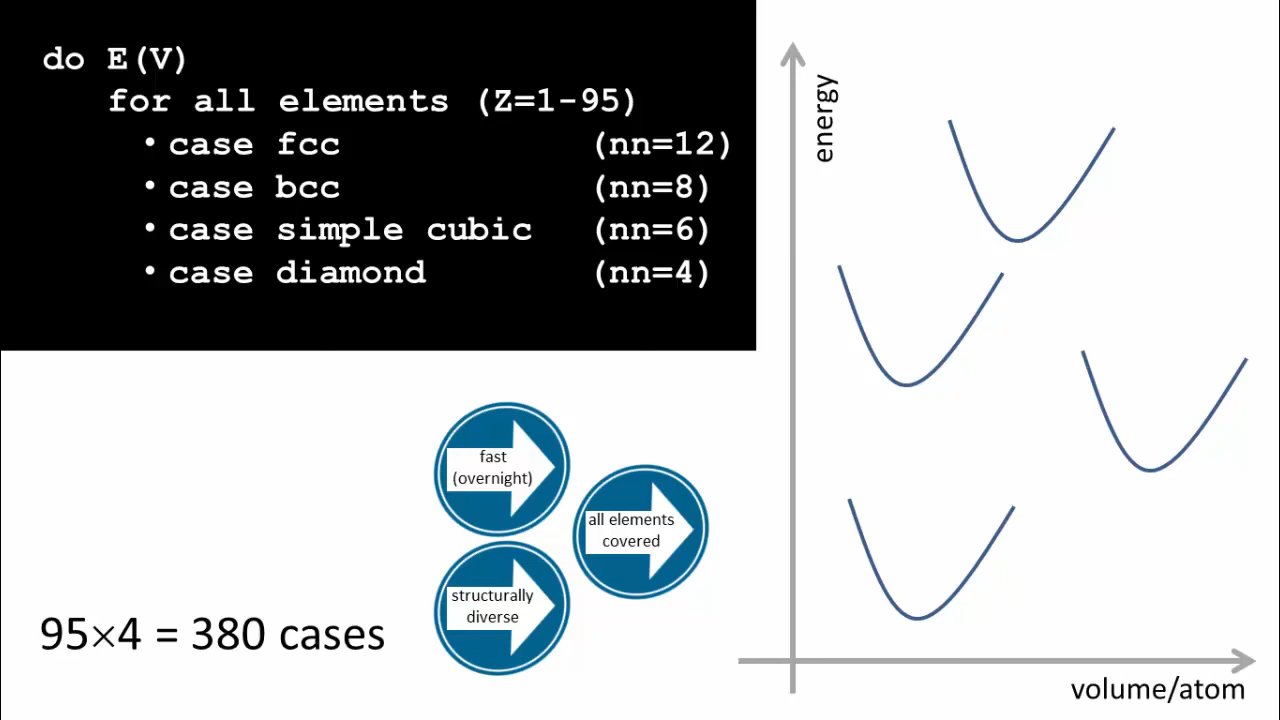 do E(V)
for all elements (Z=1-95)
• case fcc (nn=12)
• case bcc (nn=8)
• case simple cubic (nn=6)
• case diamond (nn=4)
energy
fast
(overnight)
all elements
covered
structurally
diverse
95×4 = 380 cases
volume/atom